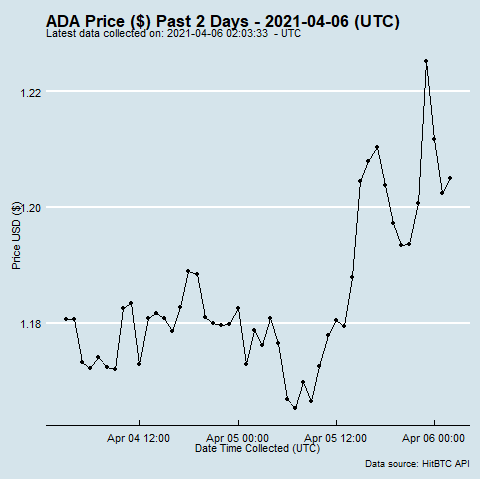 ADA Price ($) Past 2 Days - 2021-04-06 (UTC)
Latest data collected on: 2021-04-06 02:03:33 - UTC
1.22
1.20
1.18
Price USD ($)
Apr 04 12:00 Apr 05 00:00 Apr 05 12:00 Apr 06 00:00
Date Time Collected (UTC)
Data source: HitBTC API